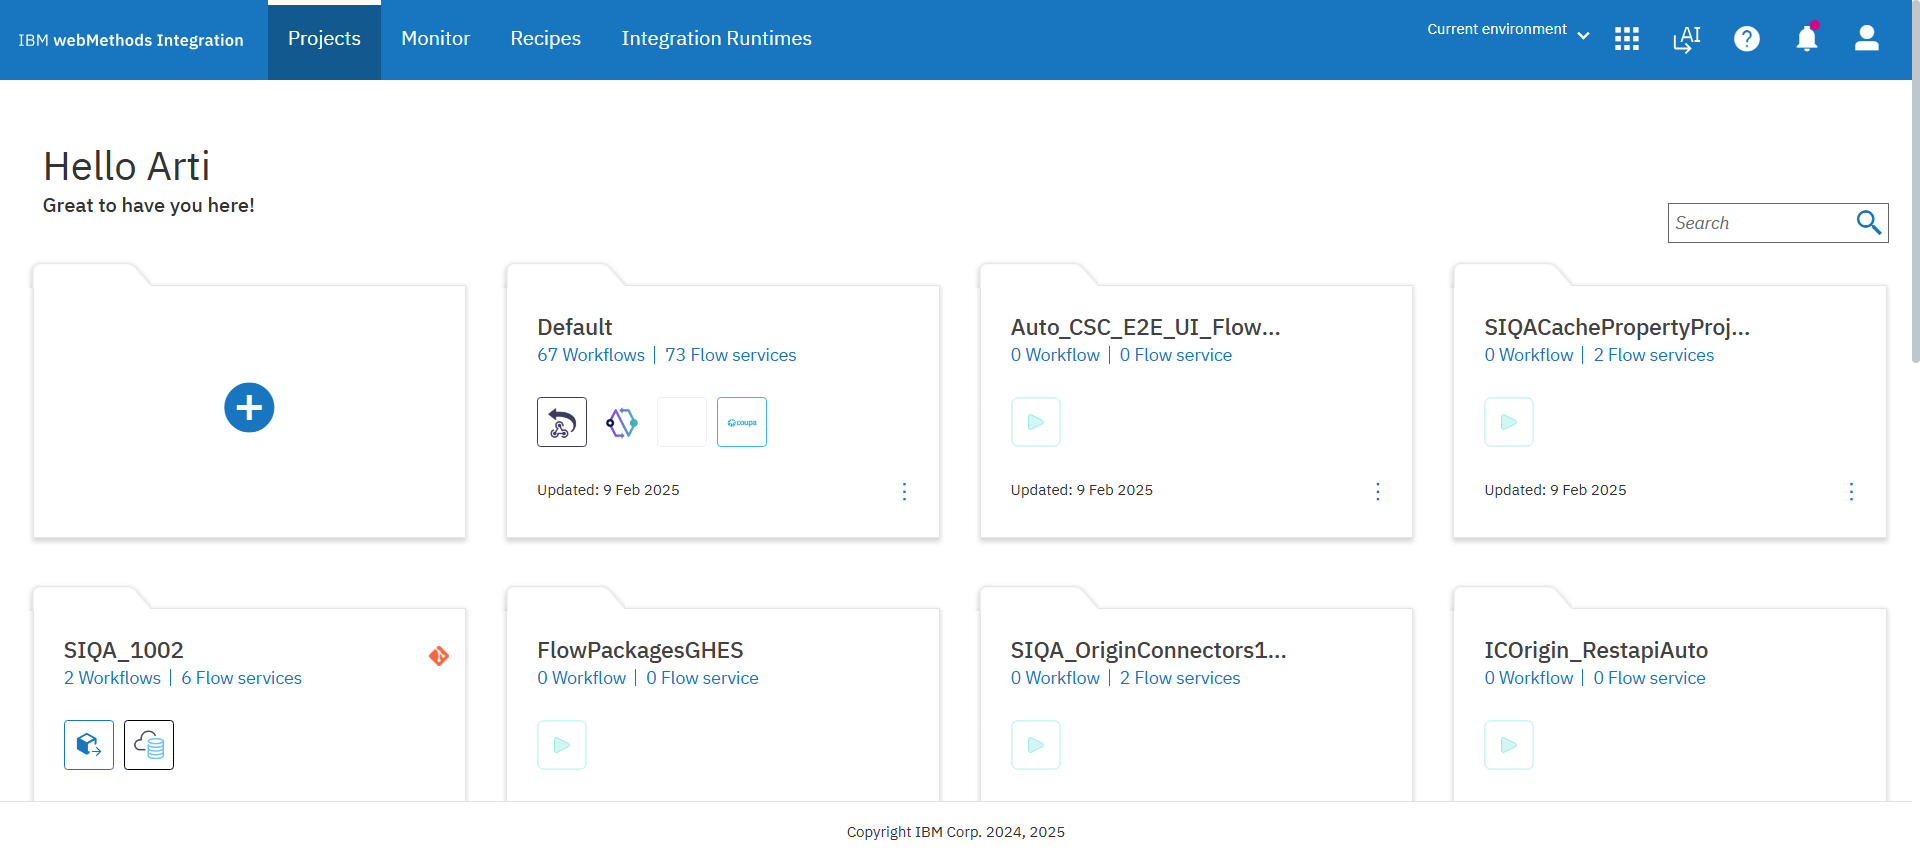 IBM webMethods Integration
Projects
Monitor
Recipes
Integration Runtimes
Current environment
AI
?
Hello Arti
Great to have you here!
Search
Default
67 Workflows | 73 Flow services
coupa
Updated: 9 Feb 2025
Auto_CSC_E2E_UI_Flow...
0 Workflow | 0 Flow service
Updated: 9 Feb 2025
SIQACachePropertyProj...
0 Workflow | 2 Flow services
Updated: 9 Feb 2025
SIQA_1002
2 Workflows | 6 Flow services
FlowPackagesGHES
0 Workflow | 0 Flow service
SIQA_OriginConnectors1...
0 Workflow | 2 Flow services
ICOrigin_RestapiAuto
0 Workflow | 0 Flow service
Copyright IBM Corp. 2024, 2025